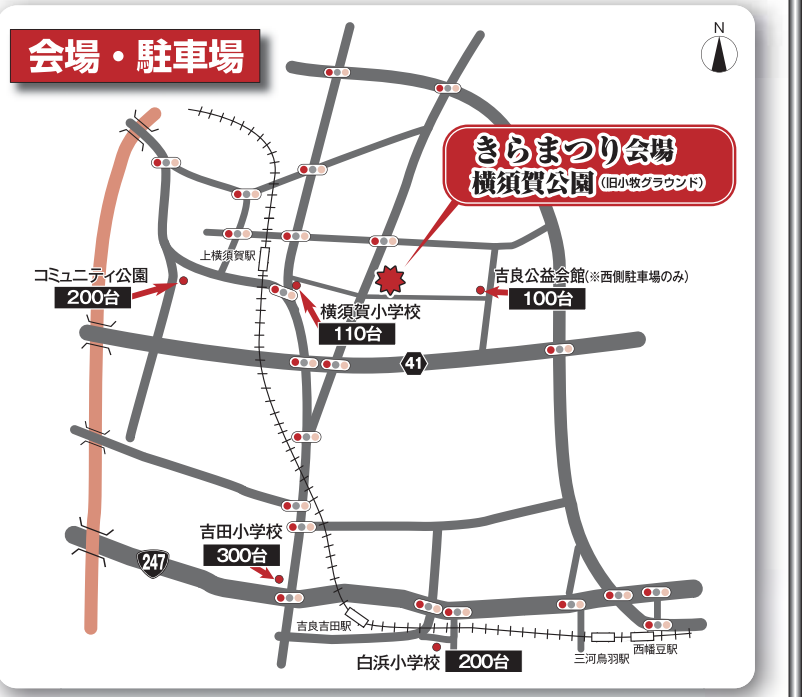 会場・駐車場
N
きらまつり会場
横須賀公園(旧小牧グラウンド)
上横須賀駅
コミュニティ公園
200台
吉良公益会館(※西側駐車場のみ)
100台
横須賀小学校
110台
41
吉田小学校
300台
247
吉良吉田駅
白浜小学校 200台
三河鳥羽駅
西幡豆駅